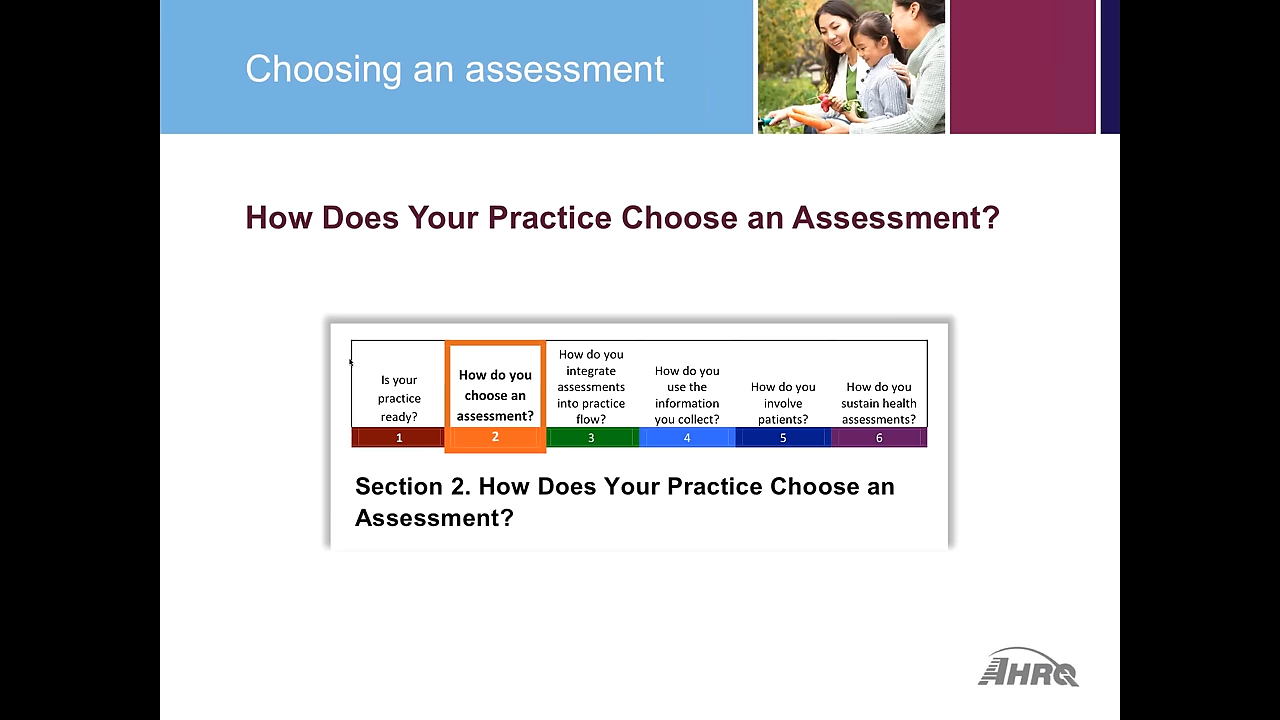 Choosing an assessment
How Does Your Practice Choose an Assessment?
Is your
practice
ready?
1
How do you
choose an
assessment?
2
How do you
integrate
assessments
into practice
flow?
3
How do you
use the
information
you collect?
4
How do you
involve
patients?
5
How do you
sustain health
assessments?
6
Section 2. How Does Your Practice Choose an
Assessment?
AHRQ